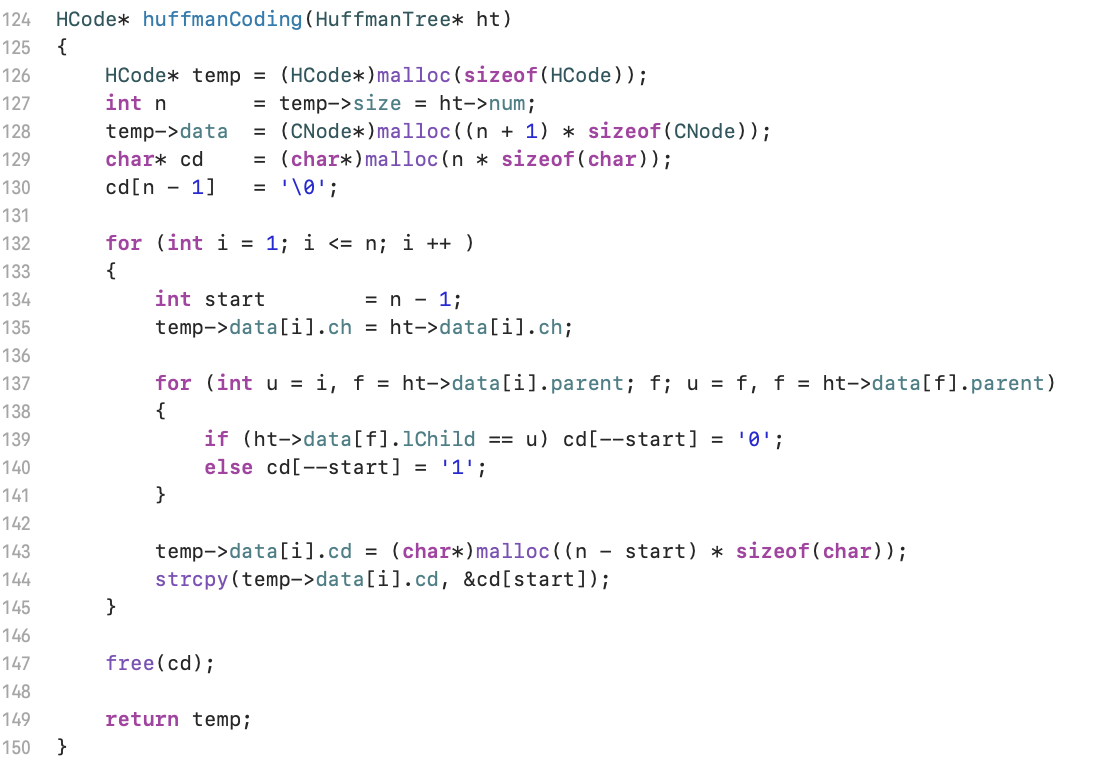 124 HCode* huffmanCoding(HuffmanTree* ht)
125 {
126     HCode* temp = (HCode*)malloc(sizeof(HCode));
127     int n       = temp->size = ht->num;
128     temp->data  = (CNode*)malloc((n + 1) * sizeof(CNode));
129     char* cd    = (char*)malloc(n * sizeof(char));
130     cd[n - 1]   = '\0';
131
132     for (int i = 1; i <= n; i ++ )
133     {
134         int start        = n - 1;
135         temp->data[i].ch = ht->data[i].ch;
136
137         for (int u = i, f = ht->data[i].parent; f; u = f, f = ht->data[f].parent)
138         {
139             if (ht->data[f].lChild == u) cd[--start] = '0';
140             else cd[--start] = '1';
141         }
142
143         temp->data[i].cd = (char*)malloc((n - start) * sizeof(char));
144         strcpy(temp->data[i].cd, &cd[start]);
145     }
146
147     free(cd);
148
149     return temp;
150 }